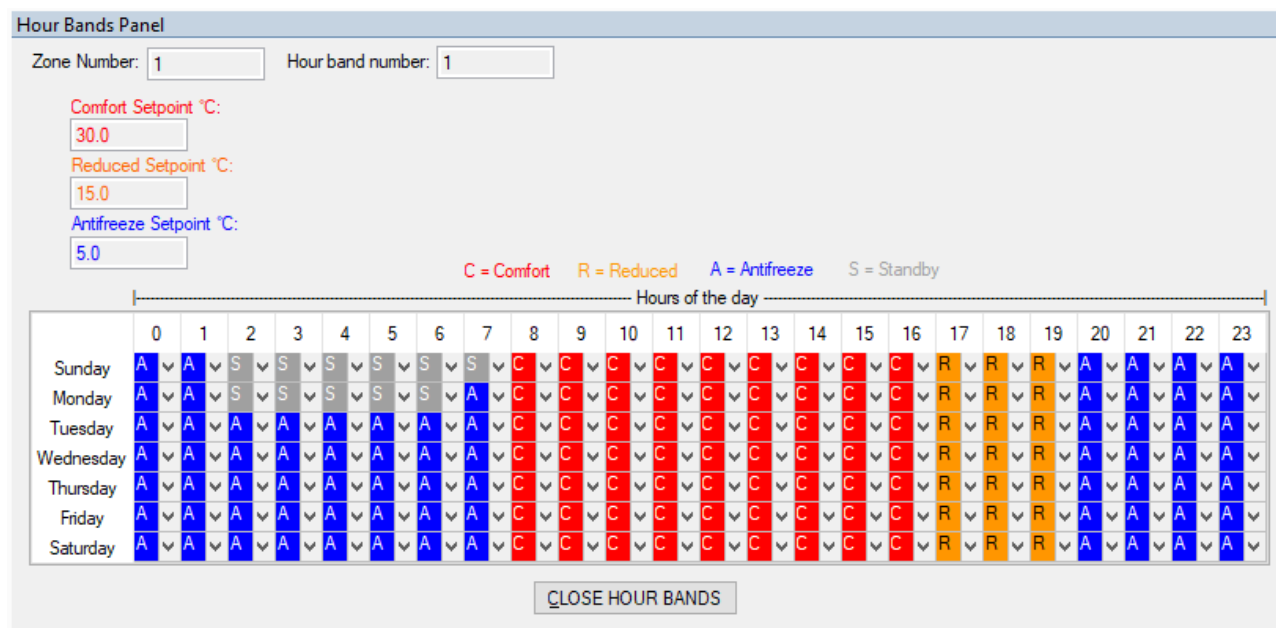 Hour Bands Panel
Zone Number: 1 Hour band number: 1
Comfort Setpoint °C:
30.0
Reduced Setpoint °C:
15.0
Antifreeze Setpoint °C:
5.0
C = Comfort R = Reduced A = Antifreeze S = Standby
Hours of the day
0 1 2 3 4 5 6 7 8 9 10 11 12 13 14 15 16 17 18 19 20 21 22 23
Sunday A A S S S S S S C C C C C C C C C R R R A A A A
Monday A A S S S S S A C C C C C C C C C R R R A A A A
Tuesday A A A A A A A A C C C C C C C C C R R R A A A A
Wednesday A A A A A A A A C C C C C C C C C R R R A A A A
Thursday A A A A A A A A C C C C C C C C C R R R A A A A
Friday A A A A A A A A C C C C C C C C C R R R A A A A
Saturday A A A A A A A A C C C C C C C C C R R R A A A A
CLOSE HOUR BANDS